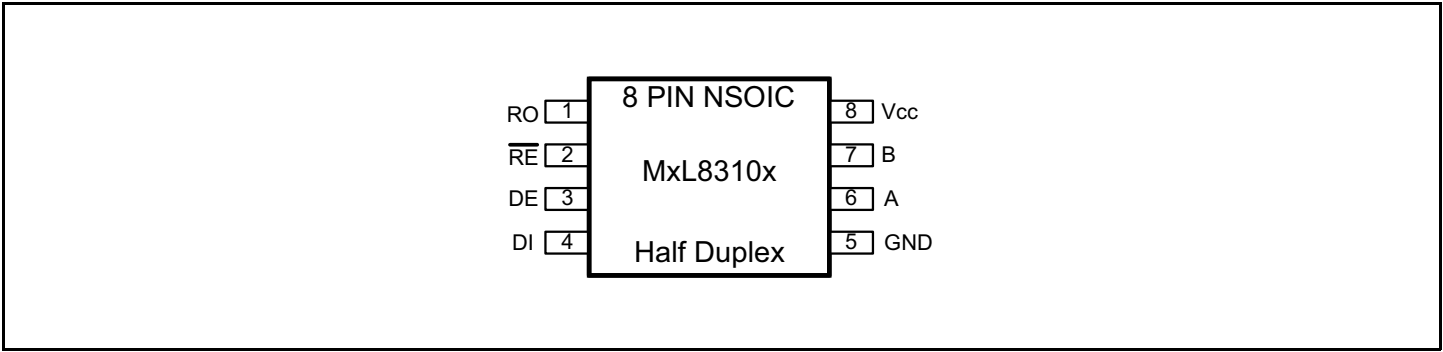 8 PIN NSOIC
RO 1 8 Vcc
R̅E̅ 2 7 B
MxL8310x
DE 3 6 A
DI 4 5 GND
Half Duplex